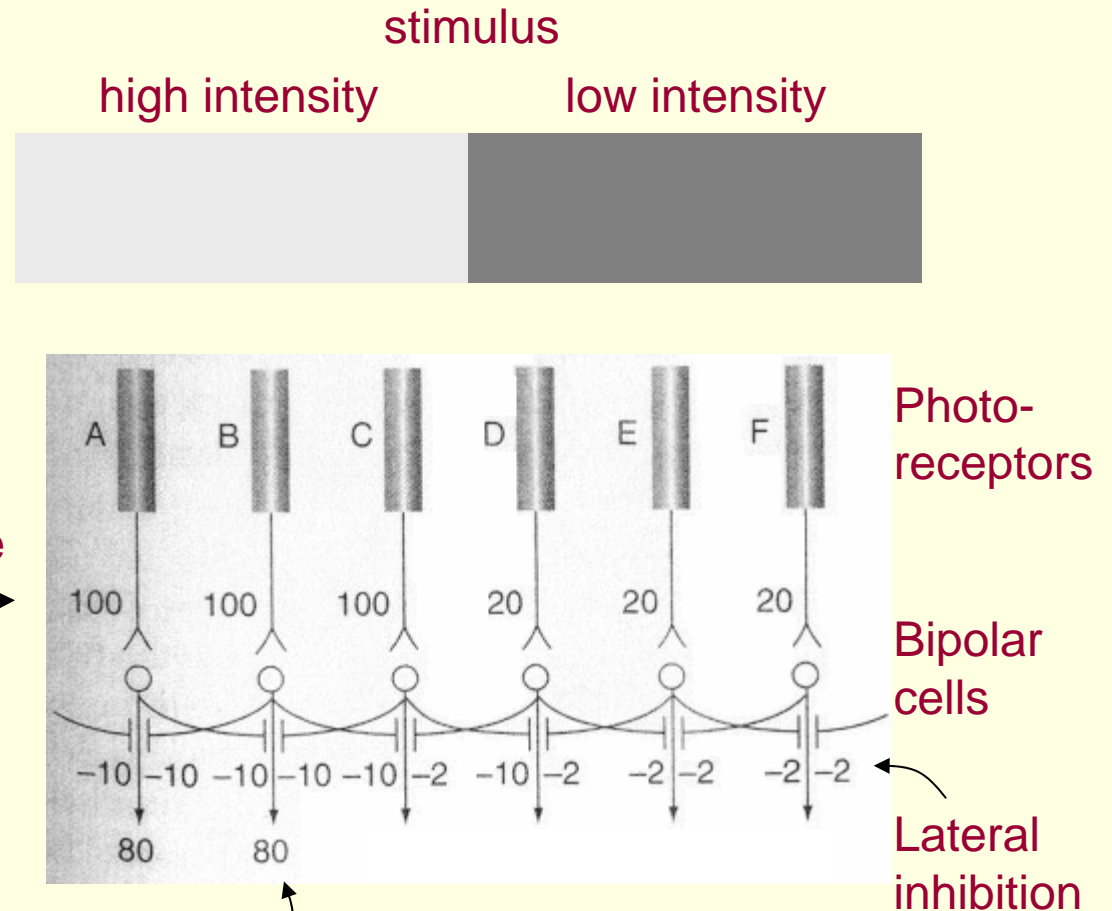 stimulus
high intensity low intensity
A B C D E F
Photo-
receptors
e
100 100 100 20 20 20
Bipolar
cells
-10 -10 -10 -10 -10 -2 -10 -2 -2 -2 -2 -2
80 80
Lateral
inhibition